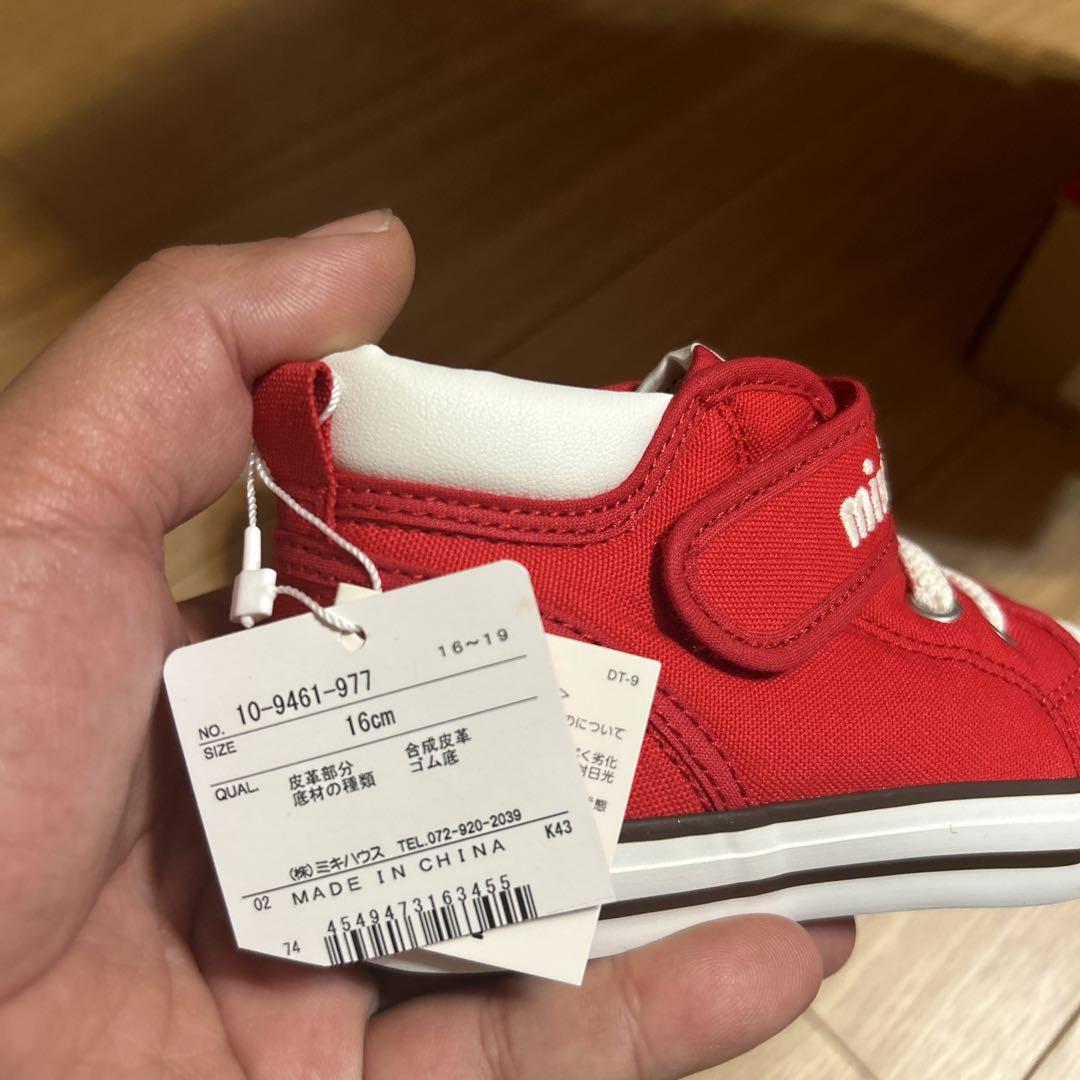 mi
16～19
NO. 10-9461-977
SIZE 16cm
QUAL. 皮革部分 合成皮革
底材の種類 ゴム底
(株)ミキハウス TEL.072-920-2039
02 MADE IN CHINA K43
74 4549473163455
DT-9
のについて
く劣化
日光
態